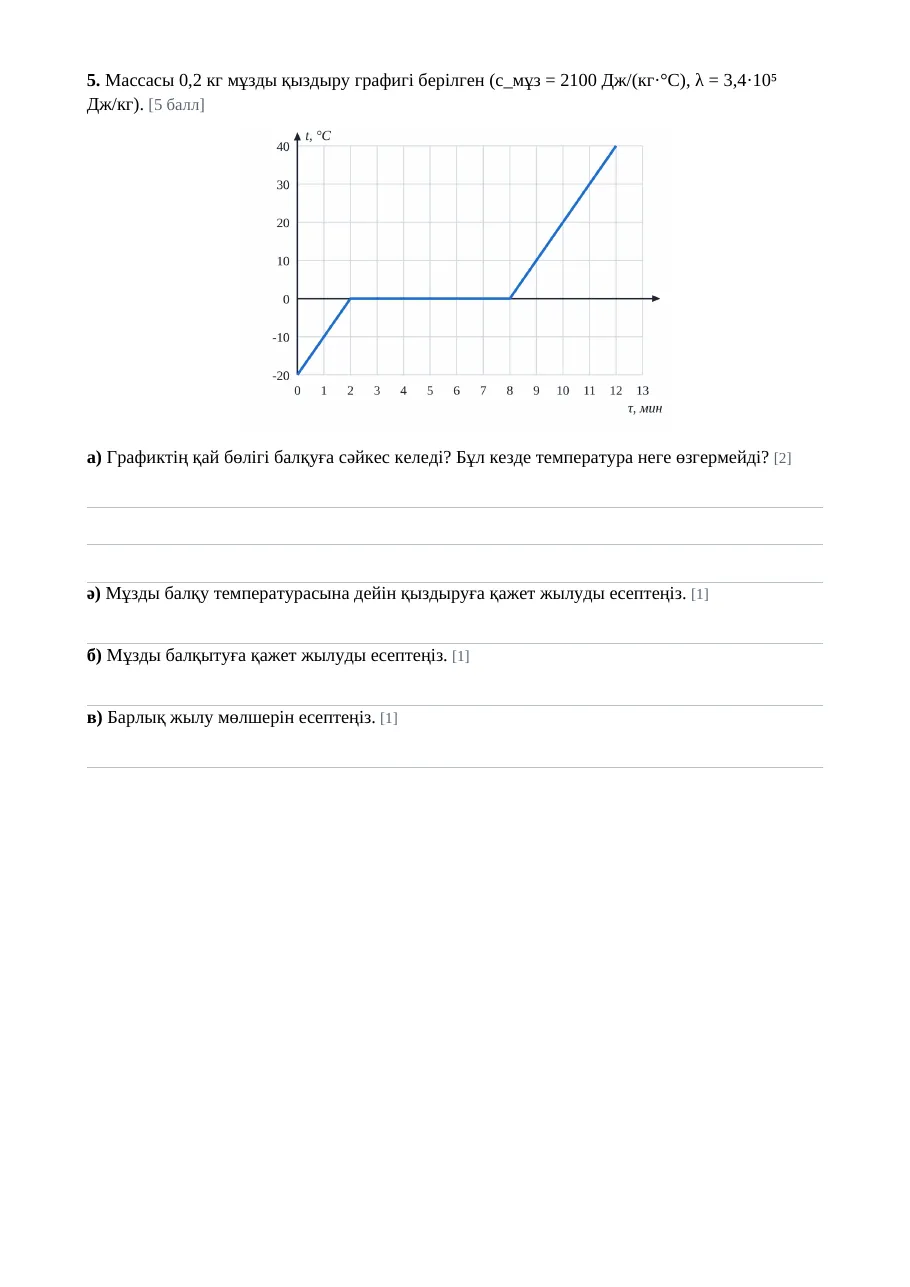 5. Массасы 0,2 кг мұзды қыздыру графигі берілген (c_мұз = 2100 Дж/(кг·°C), λ = 3,4·10⁵
Дж/кг). [5 балл]
t, °C
40
30
20
10
0
-10
-20
0 1 2 3 4 5 6 7 8 9 10 11 12 13
τ, мин
а) Графиктің қай бөлігі балқуға сәйкес келеді? Бұл кезде температура неге өзгермейді? [2]
ә) Мұзды балқу температурасына дейін қыздыруға қажет жылуды есептеңіз. [1]
б) Мұзды балқытуға қажет жылуды есептеңіз. [1]
в) Барлық жылу мөлшерін есептеңіз. [1]